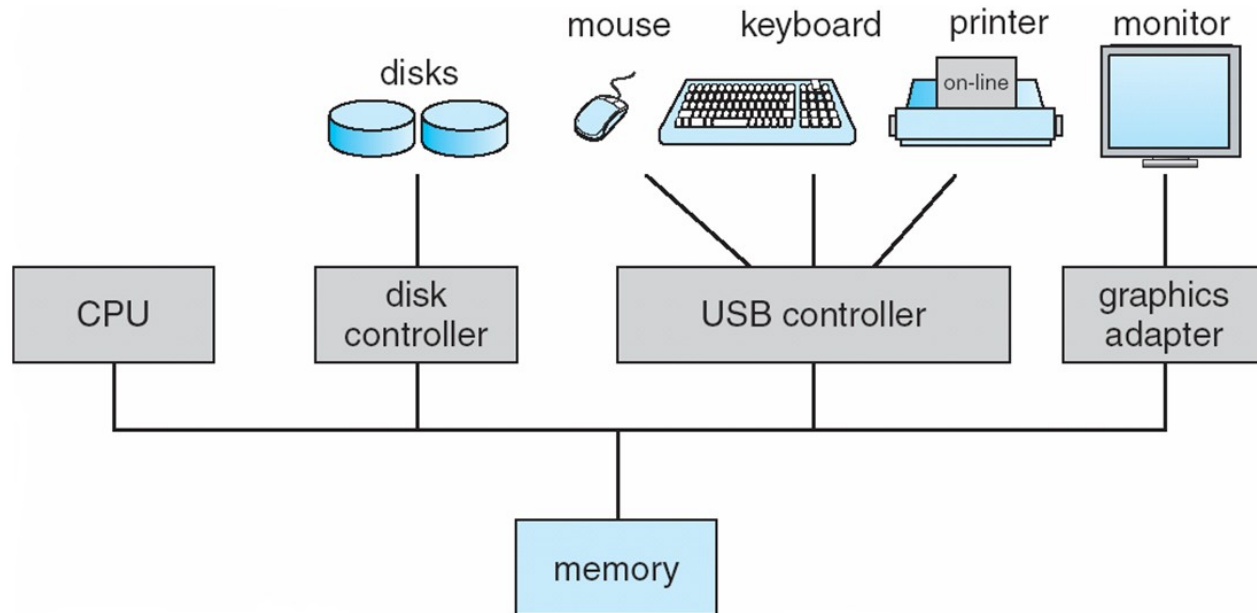 mouse
keyboard
printer
monitor
disks
on-line
CPU
disk
controller
USB controller
graphics
adapter
memory